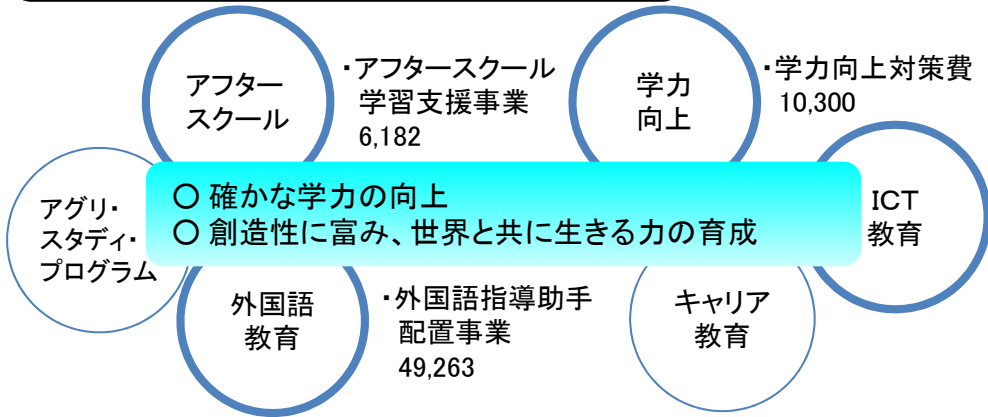 アフター
スクール
・アフタースクール
学習支援事業
6,182
学力
向上
・学力向上対策費
10,300
アグリ・
スタディ・
プログラム
○ 確かな学力の向上
○ 創造性に富み、世界と共に生きる力の育成
ICT
教育
外国語
教育
・外国語指導助手
配置事業
49,263
キャリア
教育